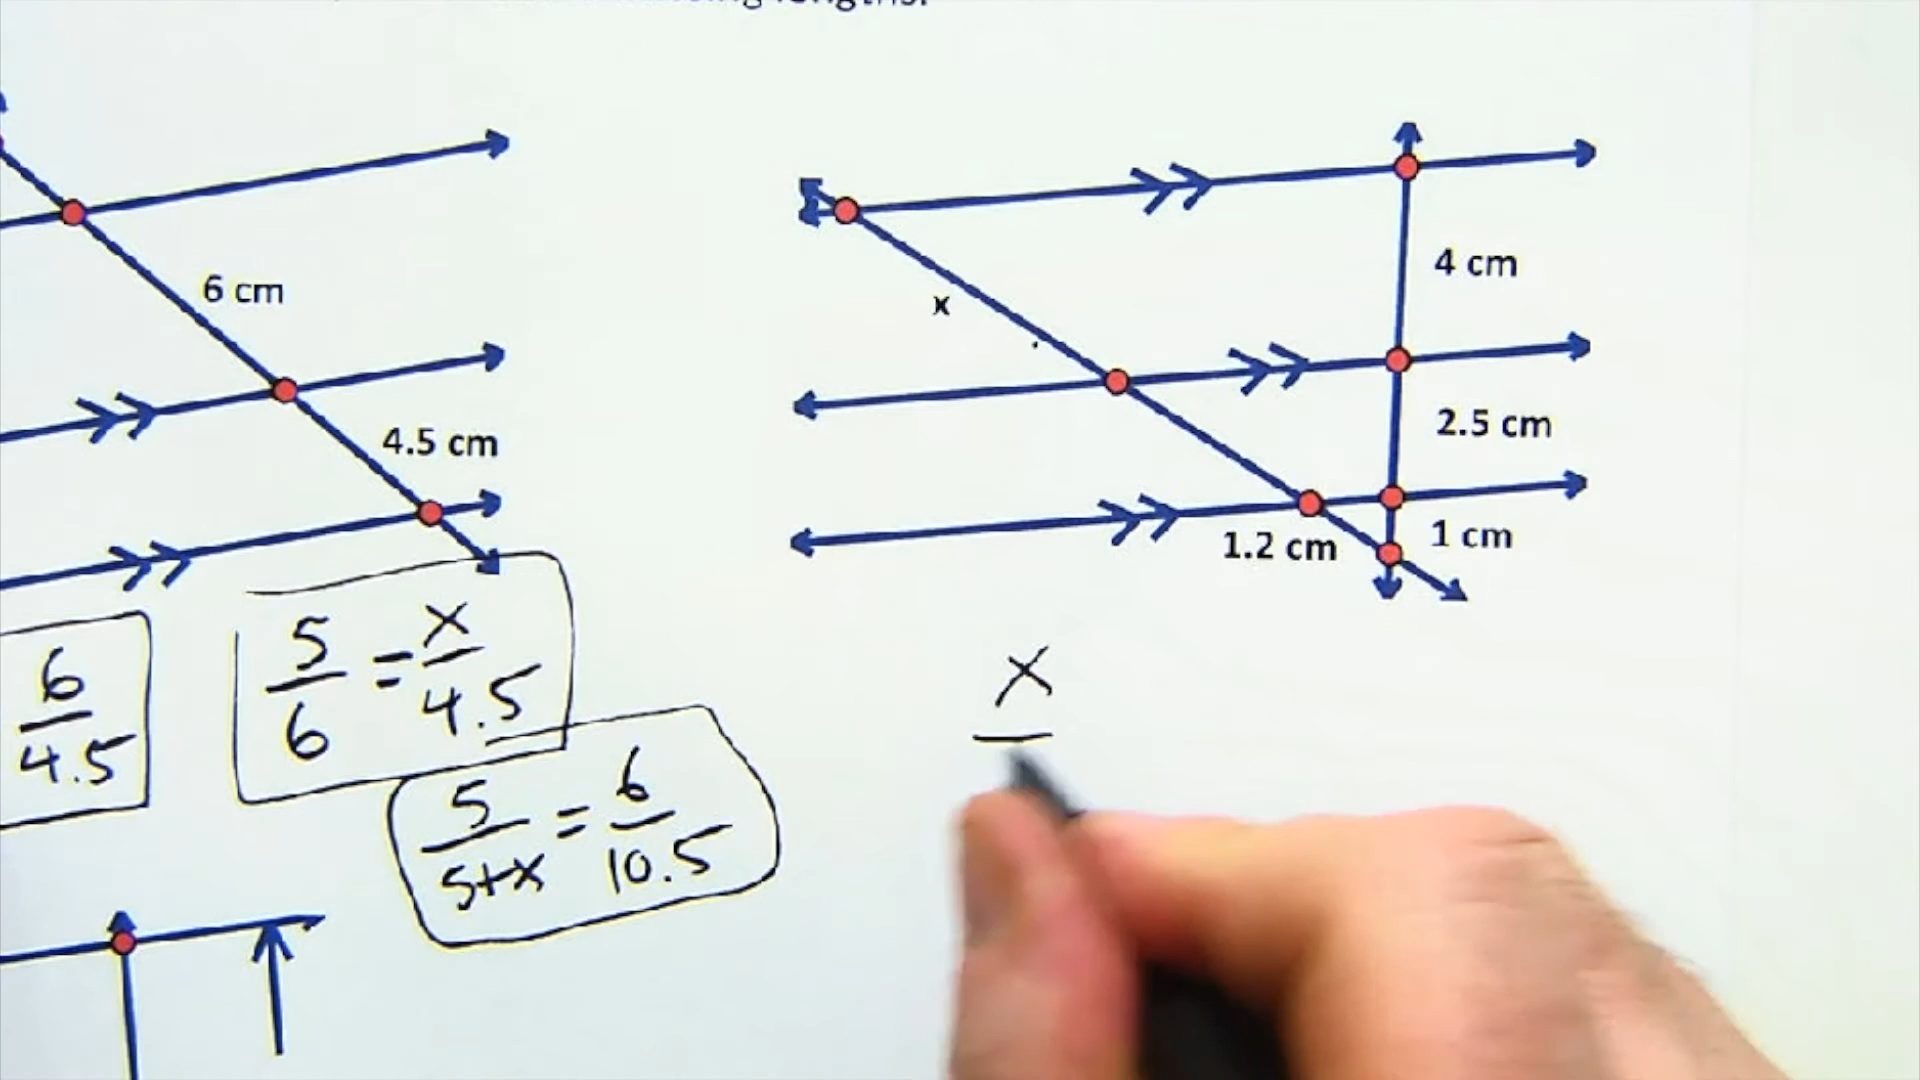 lengths.
6 cm
4.5 cm
x
4 cm
2.5 cm
1.2 cm
1 cm
6/4.5
5/6 = x/4.5
5/5+x = 6/10.5
x